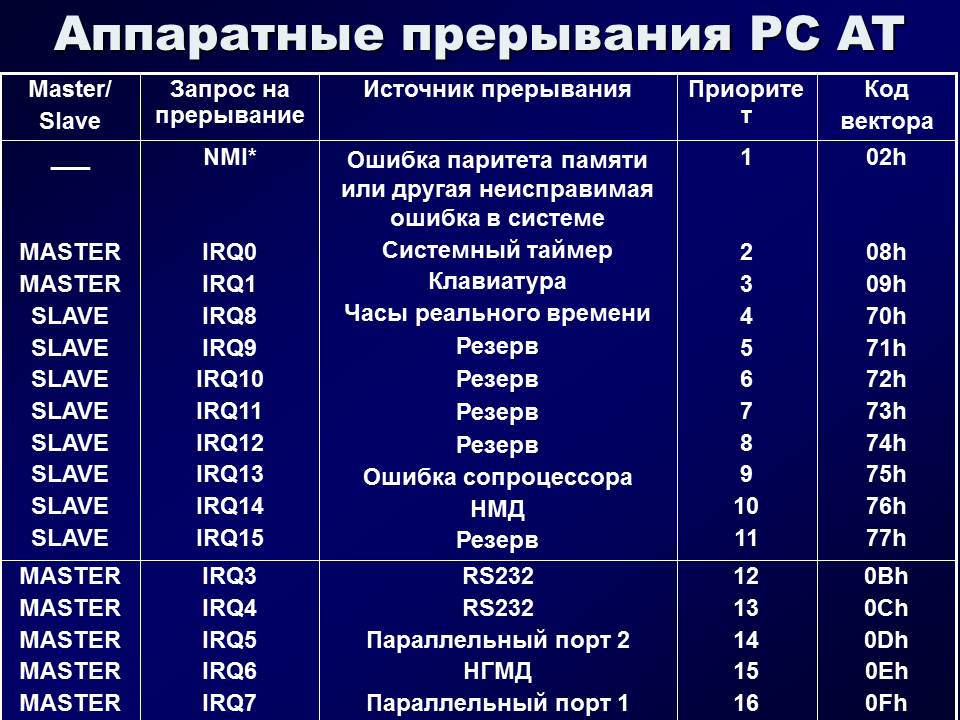 Аппаратные прерывания PC AT
Master/ Slave | Запрос на прерывание | Источник прерывания | Приоритет | Код вектора
___ | NMI* | Ошибка паритета памяти или другая неисправимая ошибка в системе | 1 | 02h
MASTER | IRQ0 | Системный таймер | 2 | 08h
MASTER | IRQ1 | Клавиатура | 3 | 09h
SLAVE | IRQ8 | Часы реального времени | 4 | 70h
SLAVE | IRQ9 | Резерв | 5 | 71h
SLAVE | IRQ10 | Резерв | 6 | 72h
SLAVE | IRQ11 | Резерв | 7 | 73h
SLAVE | IRQ12 | Резерв | 8 | 74h
SLAVE | IRQ13 | Ошибка сопроцессора | 9 | 75h
SLAVE | IRQ14 | НМД | 10 | 76h
SLAVE | IRQ15 | Резерв | 11 | 77h
MASTER | IRQ3 | RS232 | 12 | 0Bh
MASTER | IRQ4 | RS232 | 13 | 0Ch
MASTER | IRQ5 | Параллельный порт 2 | 14 | 0Dh
MASTER | IRQ6 | НГМД | 15 | 0Eh
MASTER | IRQ7 | Параллельный порт 1 | 16 | 0Fh